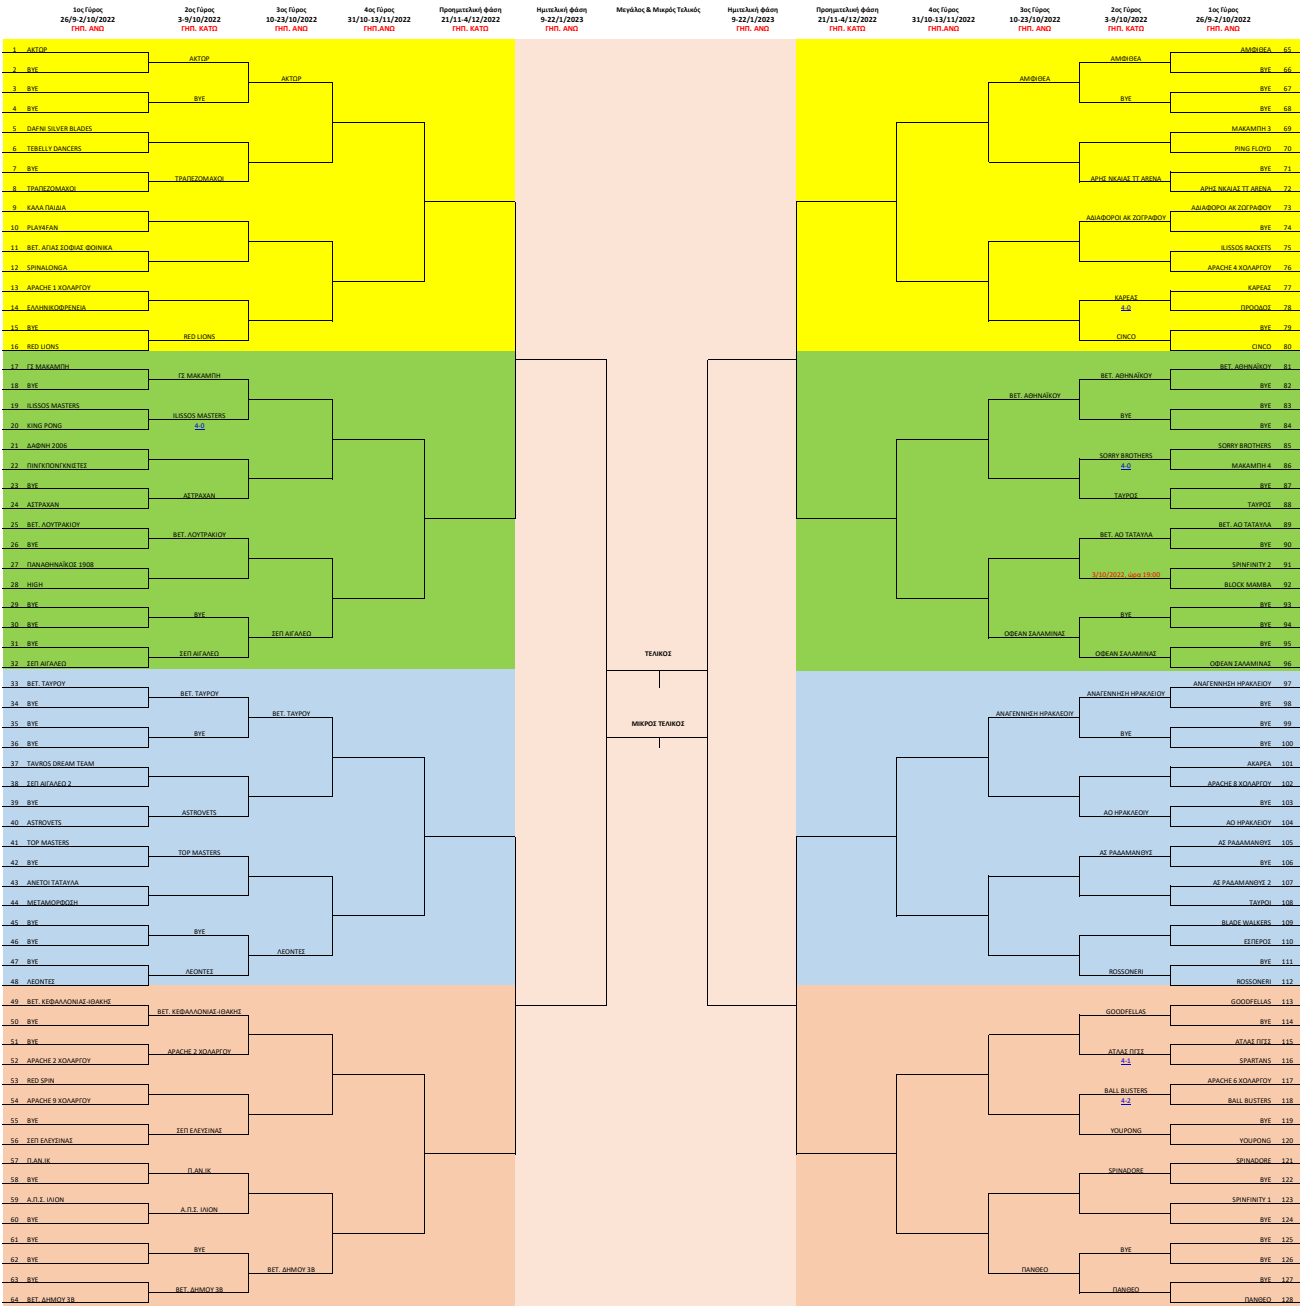 1ος Γύρος 2ος Γύρος 3ος Γύρος 4ος Γύρος Προημιτελική φάση Ημιτελική φάση Μεγάλος & Μικρός Τελικός Ημιτελική φάση Προημιτελική φάση 4ος Γύρος 3ος Γύρος 2ος Γύρος 1ος Γύρος
26/9-2/10/2022 3-9/10/2022 10-23/10/2022 31/10-13/11/2022 21/11-4/12/2022 9-22/1/2023 9-22/1/2023 21/11-4/12/2022 31/10-13/11/2022 10-23/10/2022 3-9/10/2022 26/9-2/10/2022
ΓΗΠ. ΑΝΩ ΓΗΠ. ΚΑΤΩ ΓΗΠ. ΑΝΩ ΓΗΠ.ΑΝΩ ΓΗΠ. ΚΑΤΩ ΓΗΠ. ΑΝΩ ΓΗΠ. ΑΝΩ ΓΗΠ. ΚΑΤΩ ΓΗΠ.ΑΝΩ ΓΗΠ. ΑΝΩ ΓΗΠ. ΚΑΤΩ ΓΗΠ. ΑΝΩ
1 ΑΚΤΩΡ ΑΜΦΙΘΕΑ 65
ΑΚΤΩΡ ΑΜΦΙΘΕΑ
2 BYE BYE 66
ΑΚΤΩΡ ΑΜΦΙΘΕΑ
3 BYE BYE 67
BYE BYE
4 BYE BYE 68
5 DAFNI SILVER BLADES ΜΑΚΑΜΠΗ 3 69
6 TEBELLY DANCERS PING FLOYD 70
7 BYE BYE 71
ΤΡΑΠΕΖΟΜΑΧΟΙ ΑΡΗΣ ΝΚΑΙΑΣ TT ARENA
8 ΤΡΑΠΕΖΟΜΑΧΟΙ ΑΡΗΣ ΝΚΑΙΑΣ TT ARENA 72
9 ΚΑΛΑ ΠΑΙΔΙΑ ΑΔΙΑΦΟΡΟΙ ΑΚ ΖΩΓΡΑΦΟΥ 73
ΑΔΙΑΦΟΡΟΙ ΑΚ ΖΩΓΡΑΦΟΥ
10 PLAY4FAN BYE 74
11 ΒΕΤ. ΑΓΙΑΣ ΣΟΦΙΑΣ ΦΟΙΝΙΚΑ ILISSOS RACKETS 75
12 SPINALONGA APACHE 4 ΧΟΛΑΡΓΟΥ 76
13 APACHE 1 ΧΟΛΑΡΓΟΥ ΚΑΡΕΑΣ 77
ΚΑΡΕΑΣ
14 ΕΛΛΗΝΙΚΟΦΡΕΝΕΙΑ 4-0 ΠΡΟΟΔΟΣ 78
15 BYE BYE 79
RED LIONS CINCO
16 RED LIONS CINCO 80
17 ΓΣ ΜΑΚΑΜΠΗ ΒΕΤ. ΑΘΗΝΑΪΚΟΥ 81
ΓΣ ΜΑΚΑΜΠΗ ΒΕΤ. ΑΘΗΝΑΪΚΟΥ
18 BYE BYE 82
ΒΕΤ. ΑΘΗΝΑΪΚΟΥ
19 ILISSOS MASTERS BYE 83
ILISSOS MASTERS BYE
20 KING PONG 4-0 BYE 84
21 ΔΑΦΝΗ 2006 SORRY BROTHERS 85
SORRY BROTHERS
22 ΠΙΝΓΚΠΟΝΓΚΝΙΣΤΕΣ 4-0 ΜΑΚΑΜΠΗ 4 86
23 BYE BYE 87
ΑΣΤΡΑΧΑΝ ΤΑΥΡΟΣ
24 ΑΣΤΡΑΧΑΝ ΤΑΥΡΟΣ 88
25 ΒΕΤ. ΛΟΥΤΡΑΚΙΟΥ ΒΕΤ. ΑΟ ΤΑΤΑΥΛΑ 89
ΒΕΤ. ΛΟΥΤΡΑΚΙΟΥ ΒΕΤ. ΑΟ ΤΑΤΑΥΛΑ
26 BYE BYE 90
27 ΠΑΝΑΘΗΝΑΪΚΟΣ 1908 SPINFINITY 2 91
3/10/2022, ώρα 19:00
28 HIGH BLOCK MAMBA 92
29 BYE BYE 93
BYE BYE
30 BYE BYE 94
ΣΕΠ ΑΙΓΑΛΕΩ ΟΦΕΑΝ ΣΑΛΑΜΙΝΑΣ
31 BYE BYE 95
ΣΕΠ ΑΙΓΑΛΕΩ ΤΕΛΙΚΟΣ ΟΦΕΑΝ ΣΑΛΑΜΙΝΑΣ
32 ΣΕΠ ΑΙΓΑΛΕΩ ΟΦΕΑΝ ΣΑΛΑΜΙΝΑΣ 96
33 ΒΕΤ. ΤΑΥΡΟΥ ΑΝΑΓΕΝΝΗΣΗ ΗΡΑΚΛΕΙΟΥ 97
ΒΕΤ. ΤΑΥΡΟΥ ΑΝΑΓΕΝΝΗΣΗ ΗΡΑΚΛΕΙΟΥ
34 BYE BYE 98
ΒΕΤ. ΤΑΥΡΟΥ ΑΝΑΓΕΝΝΗΣΗ ΗΡΑΚΛΕΟΙΥ
35 BYE ΜΙΚΡΟΣ ΤΕΛΙΚΟΣ BYE 99
BYE BYE
36 BYE BYE 100
37 TAVROS DREAM TEAM ΑΚΑΡΕΑ 101
38 ΣΕΠ ΑΙΓΑΛΕΩ 2 APACHE 8 ΧΟΛΑΡΓΟΥ 102
39 BYE BYE 103
ASTROVETS ΑΟ ΗΡΑΚΛΕΟΙΥ
40 ASTROVETS ΑΟ ΗΡΑΚΛΕΙΟΥ 104
41 TOP MASTERS ΑΣ ΡΑΔΑΜΑΝΘΥΣ 105
TOP MASTERS ΑΣ ΡΑΔΑΜΑΝΘΥΣ
42 BYE BYE 106
43 ΑΝΕΤΟΙ ΤΑΤΑΥΛΑ ΑΣ ΡΑΔΑΜΑΝΘΥΣ 2 107
44 ΜΕΤΑΜΟΡΦΩΣΗ ΤΑΥΡΟΙ 108
45 BYE BLADE WALKERS 109
BYE
46 BYE ΕΣΠΕΡΟΣ 110
ΛΕΟΝΤΕΣ
47 BYE BYE 111
ΛΕΟΝΤΕΣ ROSSONERI
48 ΛΕΟΝΤΕΣ ROSSONERI 112
49 ΒΕΤ. ΚΕΦΑΛΛΟΝΙΑΣ-ΙΘΑΚΗΣ GOODFELLAS 113
ΒΕΤ. ΚΕΦΑΛΛΟΝΙΑΣ-ΙΘΑΚΗΣ GOODFELLAS
50 BYE BYE 114
51 BYE ΑΤΛΑΣ ΠΓΣΣ 115
APACHE 2 ΧΟΛΑΡΓΟΥ ΑΤΛΑΣ ΠΓΣΣ
52 APACHE 2 ΧΟΛΑΡΓΟΥ 4-1 SPARTANS 116
53 RED SPIN APACHE 6 ΧΟΛΑΡΓΟΥ 117
BALL BUSTERS
54 APACHE 9 ΧΟΛΑΡΓΟΥ 4-2 BALL BUSTERS 118
55 BYE BYE 119
ΣΕΠ ΕΛΕΥΣΙΝΑΣ YOUPONG
56 ΣΕΠ ΕΛΕΥΣΙΝΑΣ YOUPONG 120
57 Π.ΑΝ.ΙΚ SPINADORE 121
Π.ΑΝ.ΙΚ SPINADORE
58 BYE BYE 122
59 Α.Π.Σ. ΙΛΙΟΝ SPINFINITY 1 123
Α.Π.Σ. ΙΛΙΟΝ
60 BYE BYE 124
61 BYE BYE 125
BYE BYE
62 BYE BYE 126
ΒΕΤ. ΔΗΜΟΥ 3Β ΠΑΝΘΕΟ
63 BYE BYE 127
ΒΕΤ. ΔΗΜΟΥ 3Β ΠΑΝΘΕΟ
64 ΒΕΤ. ΔΗΜΟΥ 3Β ΠΑΝΘΕΟ 128